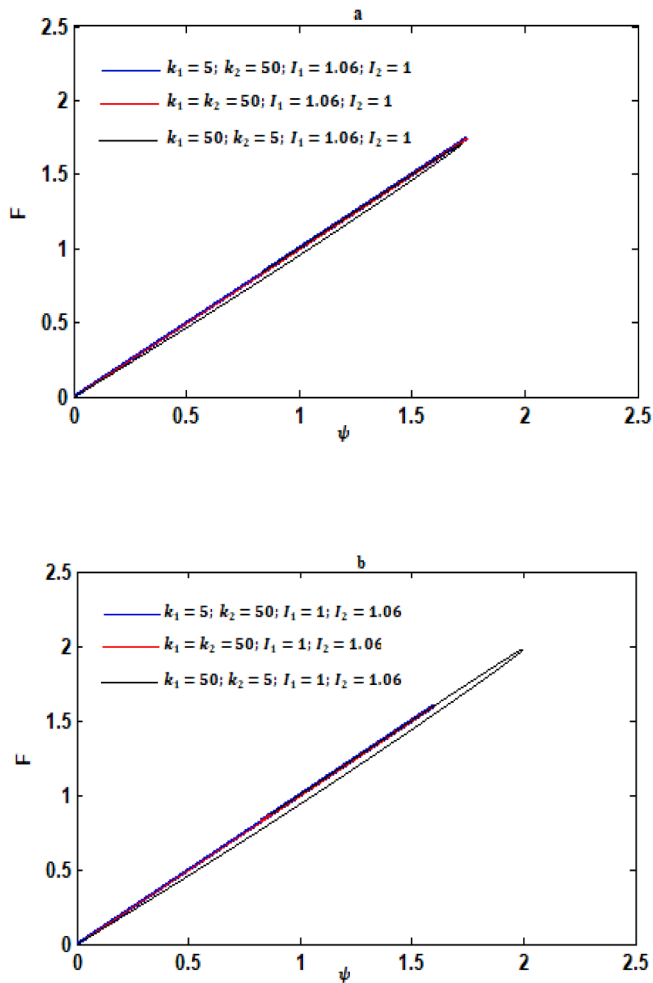 a
2.5
k₁ = 5; k₂ = 50; I₁ = 1.06; I₂ = 1
2
k₁ = k₂ = 50; I₁ = 1.06; I₂ = 1
k₁ = 50; k₂ = 5; I₁ = 1.06; I₂ = 1
1.5
F
1
0.5
0
0 0.5 1 1.5 2 2.5
ψ
b
2.5
k₁ = 5; k₂ = 50; I₁ = 1; I₂ = 1.06
k₁ = k₂ = 50; I₁ = 1; I₂ = 1.06
2
k₁ = 50; k₂ = 5; I₁ = 1; I₂ = 1.06
1.5
F
1
0.5
0
0 0.5 1 1.5 2 2.5
ψ